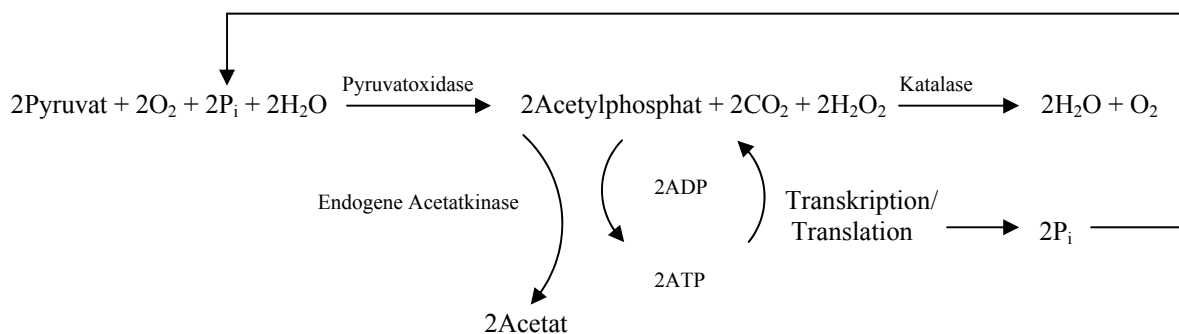 Pyruvatoxidase
Katalase
2Pyruvat + 2O₂ + 2Pᵢ + 2H₂O
2Acetylphosphat + 2CO₂ + 2H₂O₂
2H₂O + O₂
Endogene Acetatkinase
2ADP
Transkription/
Translation
2Pᵢ
2ATP
2Acetat